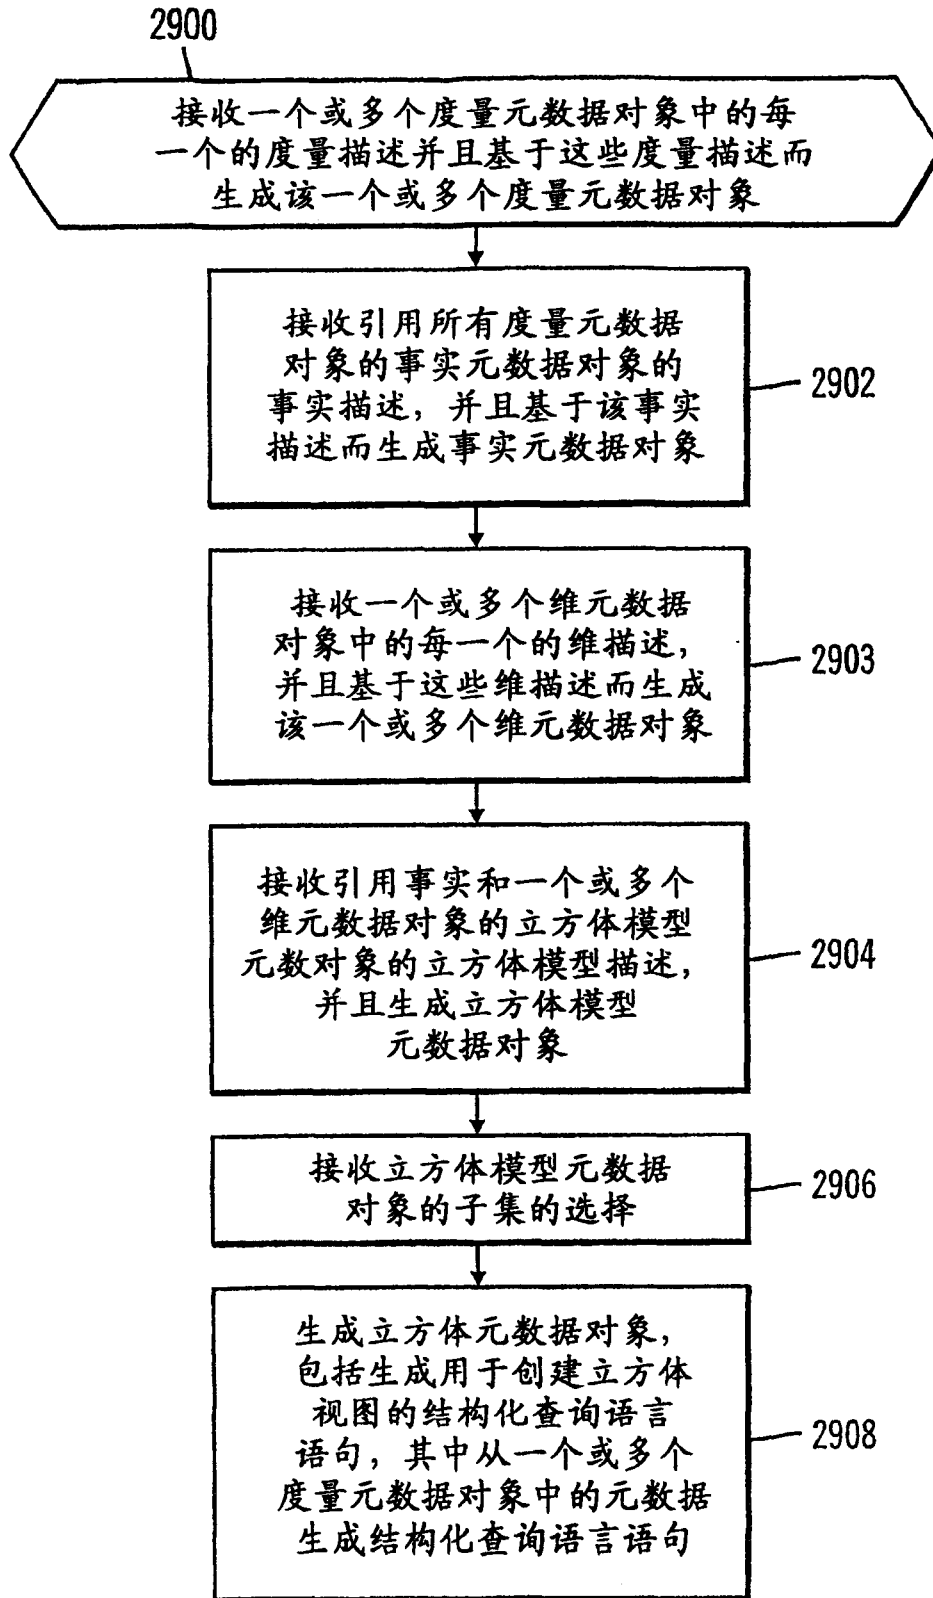 2900
接收一个或多个度量元数据对象中的每
一个的度量描述并且基于这些度量描述而
生成该一个或多个度量元数据对象
接收引用所有度量元数据
对象的事实元数据对象的
事实描述，并且基于该事实
描述而生成事实元数据对象
2902
接收一个或多个维元数据
对象中的每一个的维描述，
并且基于这些维描述而生成
该一个或多个维元数据对象
2903
接收引用事实和一个或多个
维元数据对象的立方体模型
元数对象的立方体模型描述，
并且生成立方体模型
元数据对象
2904
接收立方体模型元数据
对象的子集的选择
2906
生成立方体元数据对象，
包括生成用于创建立方体
视图的结构化查询语言
语句，其中从一个或多个
度量元数据对象中的元数据
生成结构化查询语言语句
2908